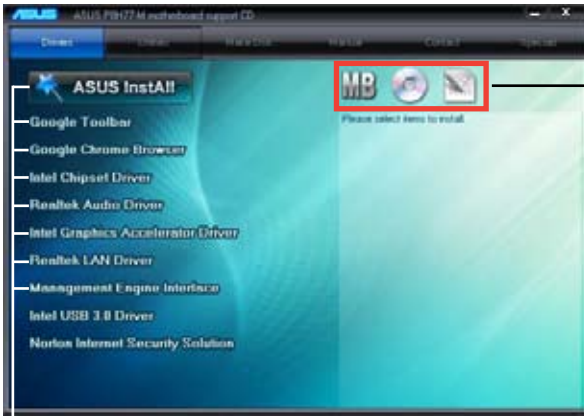 ASUS ASUS P8H77-M motherboard support CD
Drivers Utilities Make Disk Manual Contact Specials
ASUS InstAll
MB
Please select items to install.
Google Toolbar
Google Chrome Browser
Intel Chipset Driver
Realtek Audio Driver
Intel Graphics Accelerator Driver
Realtek LAN Driver
Management Engine Interface
Intel USB 3.0 Driver
Norton Internet Security Solution